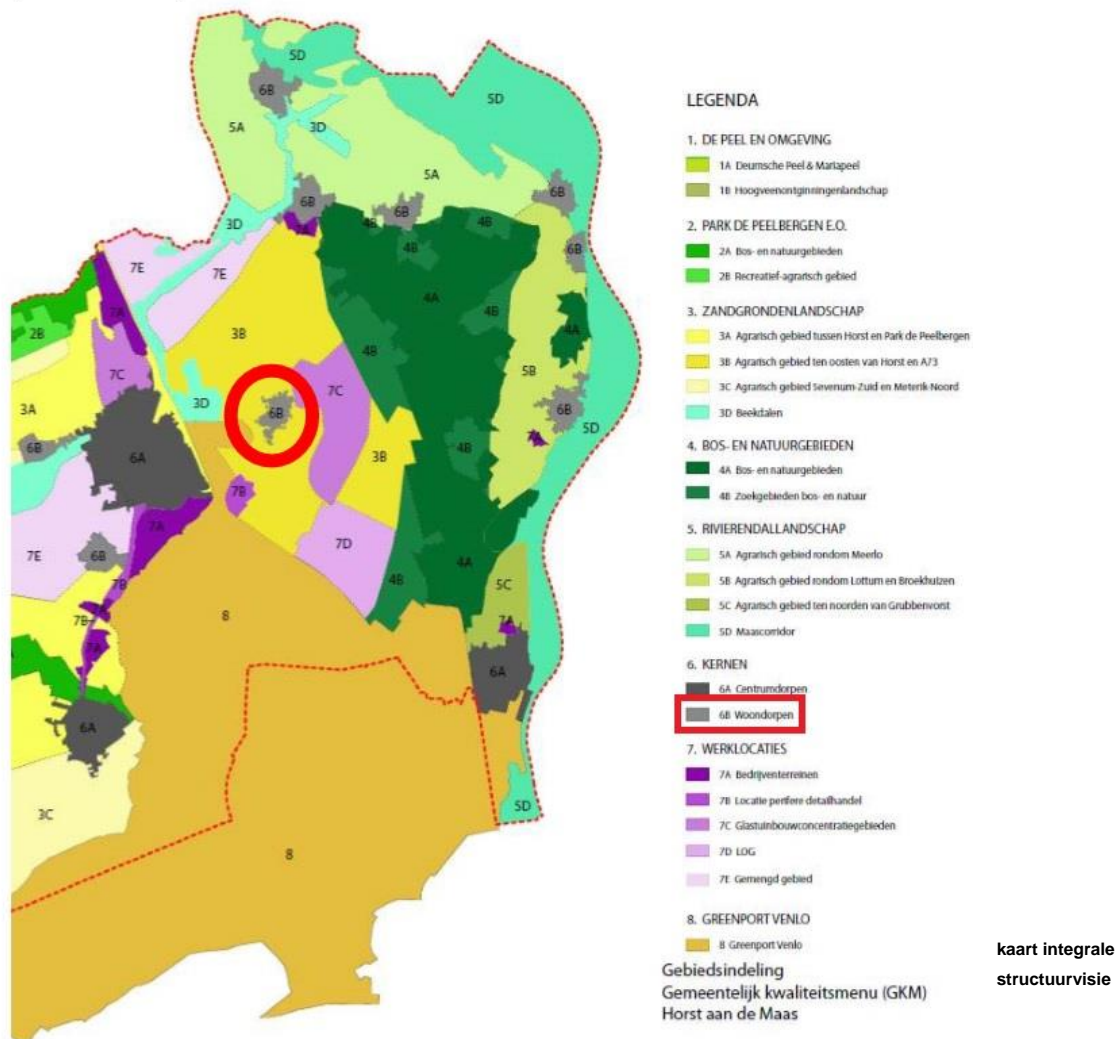 5D
6B
5D
5A
3D
5A
6B
6B
6B
4B
4B
3D
7A
4B
6B
7E
7E
4A
7A
4B
2B
3B
4B
4A
5B
7C
7C
3A
3D
6B
6B
5D
6B
7A
6A
3B
4B
7B
7A
7D
7E
6B
4A
4B
5C
7B
8
7A
7B
7A
7A
6A
6A
3C
5D
8
LEGENDA
1. DE PEEL EN OMGEVING
1A Deurnsche Peel & Mariapeel
1B Hoogveenontginningenlandschap
2. PARK DE PEELBERGEN E.O.
2A Bos- en natuurgebieden
2B Recreatief-agrarisch gebied
3. ZANDGRONDENLANDSCHAP
3A Agrarisch gebied tussen Horst en Park de Peelbergen
3B Agrarisch gebied ten oosten van Horst en A73
3C Agrarisch gebied Sevenum-Zuid en Meterik-Noord
3D Beekdalen
4. BOS- EN NATUURGEBIEDEN
4A Bos- en natuurgebieden
4B Zoekgebieden bos- en natuur
5. RIVIERENDALLANDSCHAP
5A Agrarisch gebied rondom Meerlo
5B Agrarisch gebied rondom Lottum en Broekhuizen
5C Agrarisch gebied ten noorden van Grubbenvorst
5D Maascorridor
6. KERNEN
6A Centrumdorpen
6B Woondorpen
7. WERKLOCATIES
7A Bedrijventerreinen
7B Locatie perifere detailhandel
7C Glastuinbouwconcentratiegebieden
7D LOG
7E Gemengd gebied
8. GREENPORT VENLO
8 Greenport Venlo
Gebiedsindeling
Gemeentelijk kwaliteitsmenu (GKM)
Horst aan de Maas
kaart integrale
structuurvisie